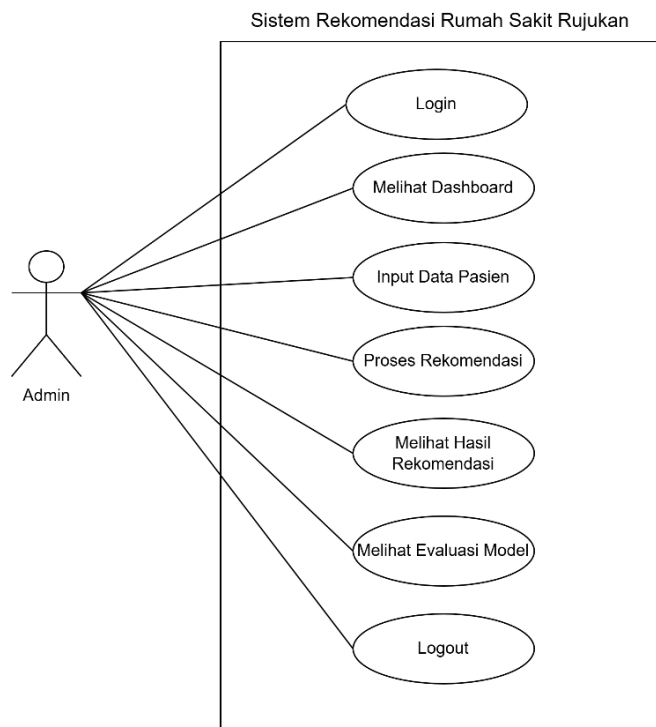 Sistem Rekomendasi Rumah Sakit Rujukan
Login
Melihat Dashboard
Input Data Pasien
Proses Rekomendasi
Admin
Melihat Hasil
Rekomendasi
Melihat Evaluasi Model
Logout